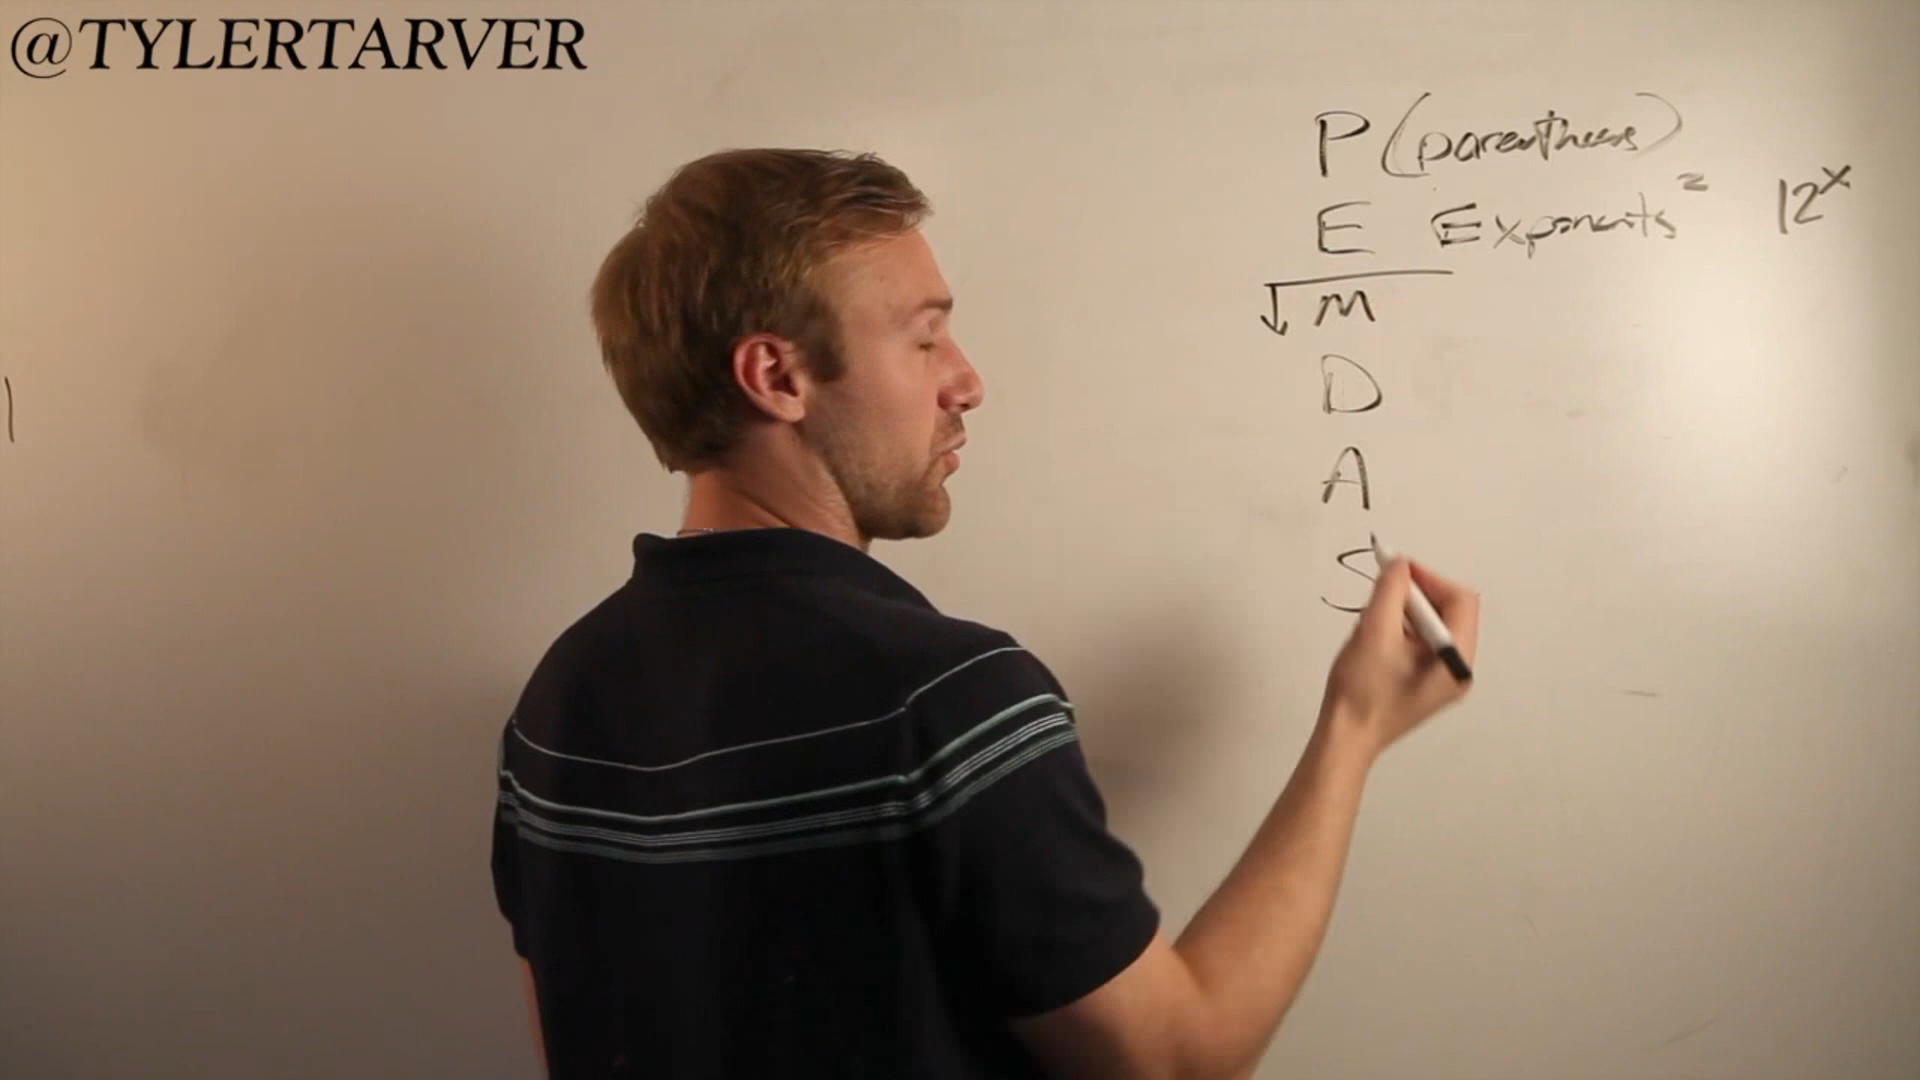 @TYLERTARVER
P (parenthesis)
E Exponents² 12ˣ
M
D
A
S